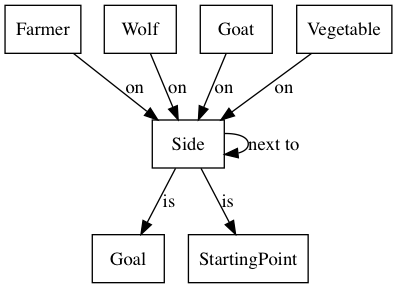 Farmer Wolf Goat Vegetable
on on on on
Side next to
is is
Goal StartingPoint